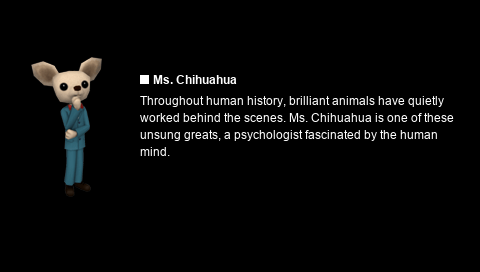 Ms. Chihuahua
Throughout human history, brilliant animals have quietly
worked behind the scenes. Ms. Chihuahua is one of these
unsung greats, a psychologist fascinated by the human
mind.